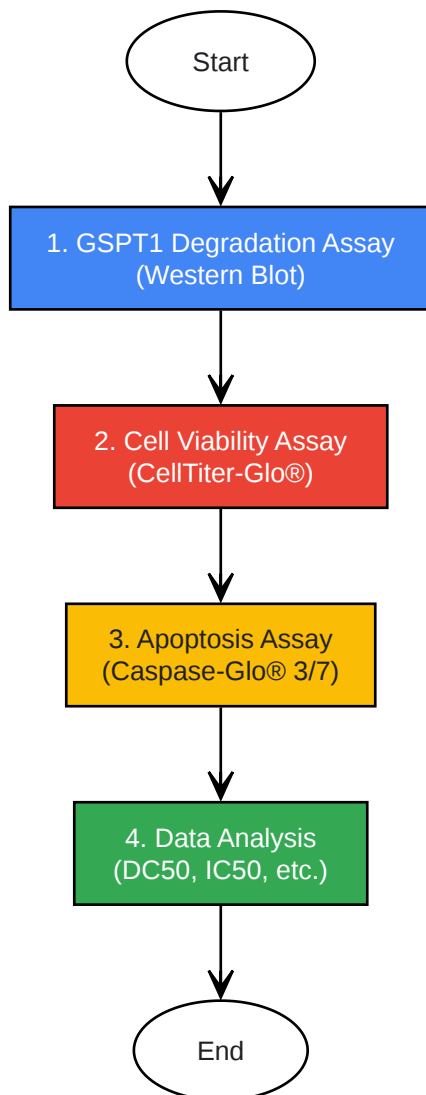 Start
1. GSPT1 Degradation Assay
(Western Blot)
2. Cell Viability Assay
(CellTiter-Glo®)
3. Apoptosis Assay
(Caspase-Glo® 3/7)
4. Data Analysis
(DC50, IC50, etc.)
End